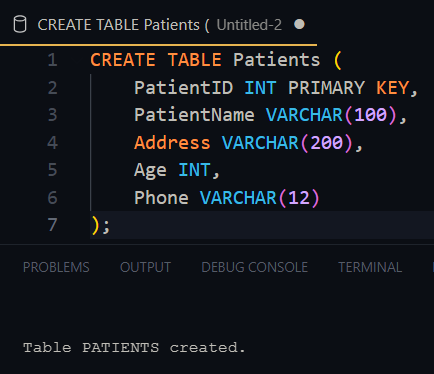 CREATE TABLE Patients ( Untitled-2
1 CREATE TABLE Patients (
2 PatientID INT PRIMARY KEY,
3 PatientName VARCHAR(100),
4 Address VARCHAR(200),
5 Age INT,
6 Phone VARCHAR(12)
7 );
PROBLEMS OUTPUT DEBUG CONSOLE TERMINAL
Table PATIENTS created.